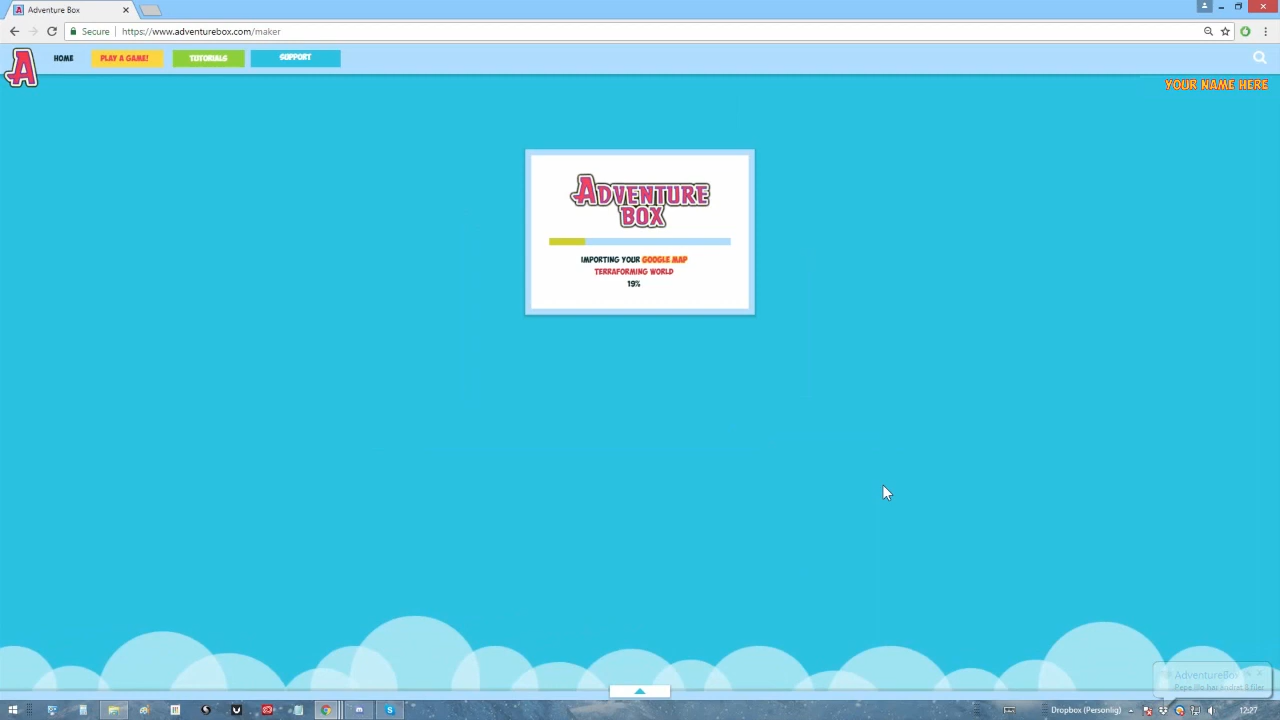 Adventure Box
Secure
https://www.adventurebox.com/maker
A
HOME
PLAY A GAME!
TUTORIALS
SUPPORT
YOUR NAME HERE
ADVENTURE
BOX
IMPORTING YOUR GOOGLE MAP
TERRAFORMING WORLD
19%
AdventureBox
Dropbox (Personlig)
12:27